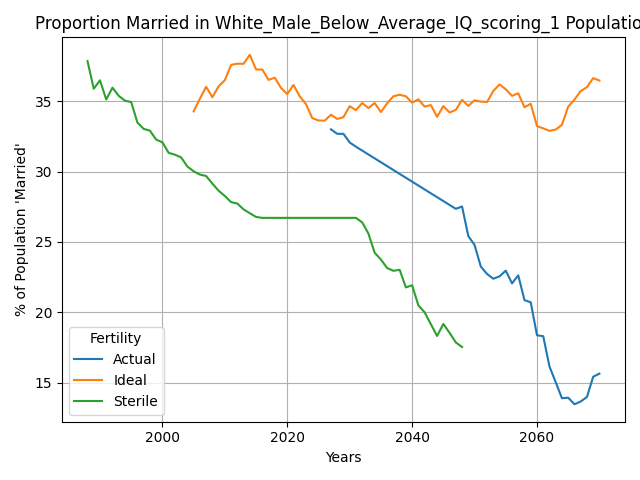 Proportion Married in White_Male_Below_Average_IQ_scoring_1 Populatio
% of Population 'Married'
35
30
25
20
15
Fertility
Actual
Ideal
Sterile
2000
2020
2040
2060
Years